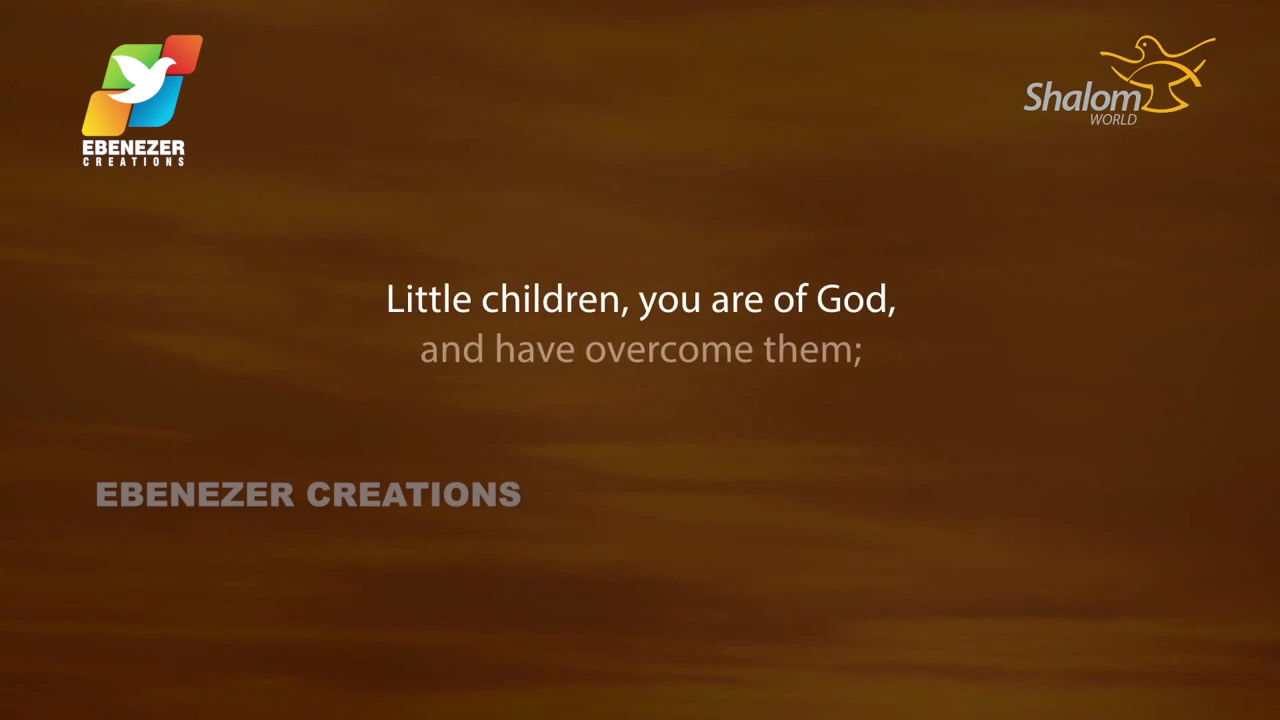 EBENEZER
CREATIONS
Shalom
WORLD
Little children, you are of God,
and have overcome them;
EBENEZER CREATIONS